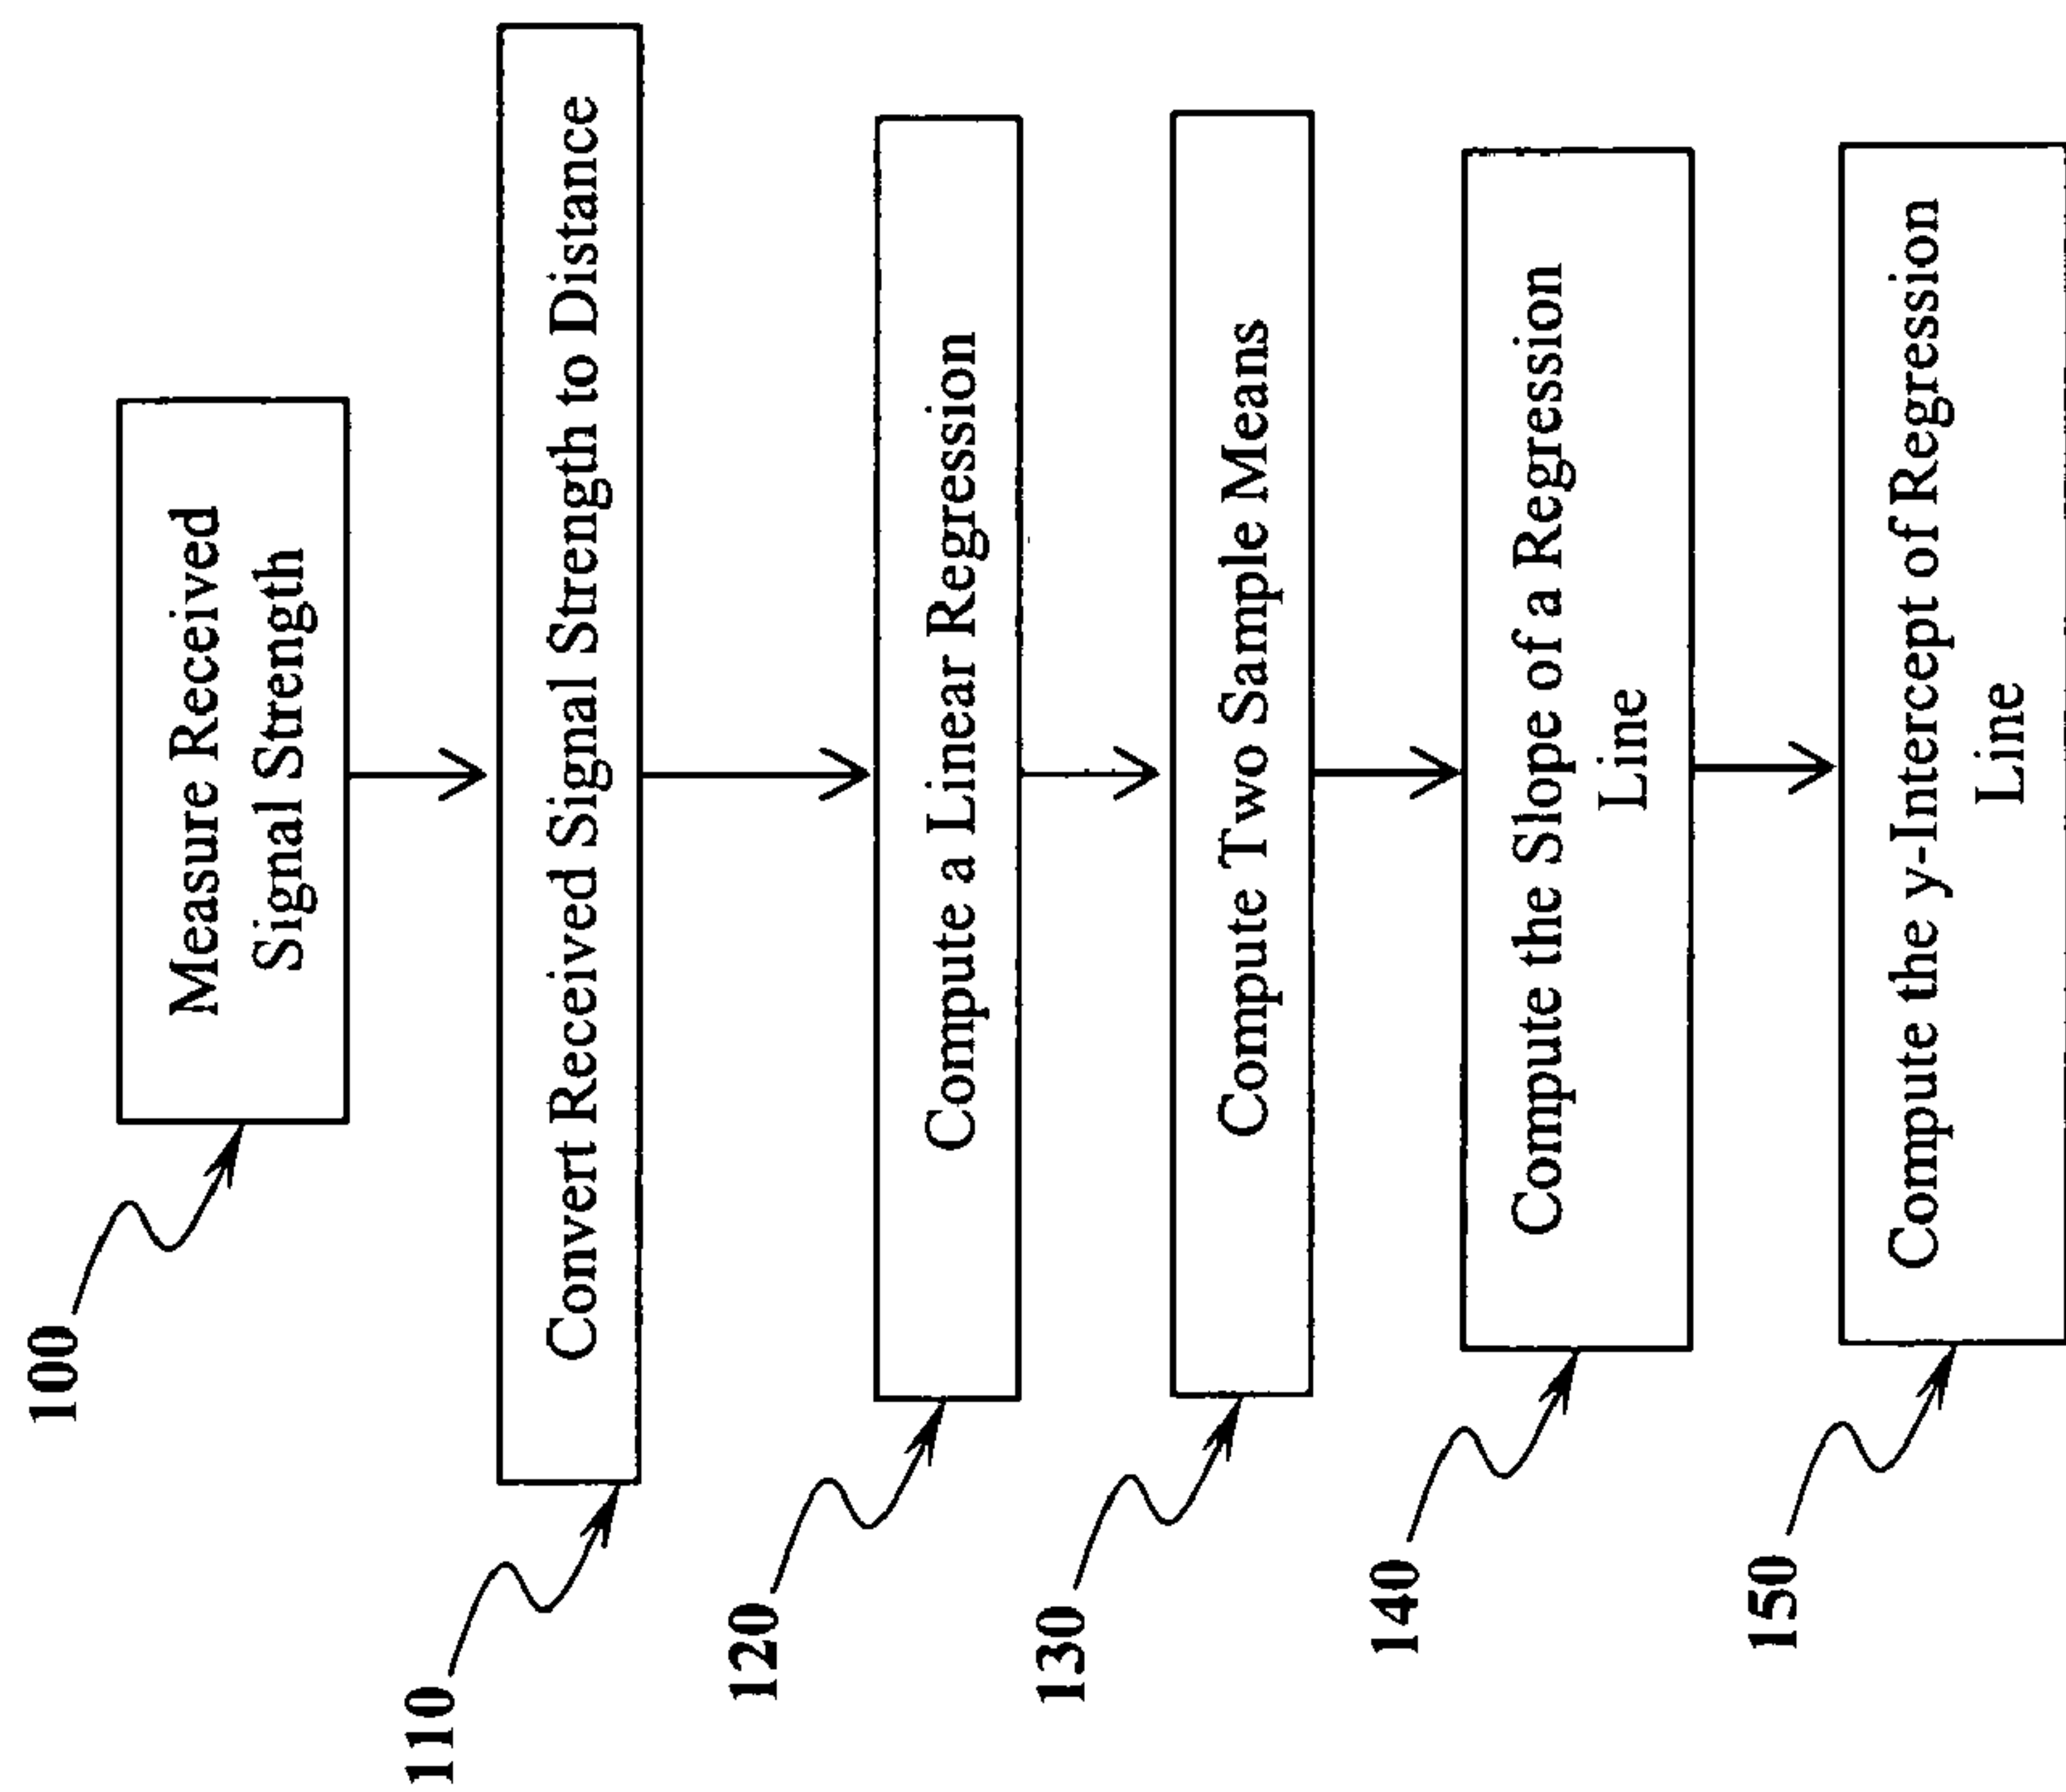 100
Measure Received
Signal Strength
110
Convert Received Signal Strength to Distance
120
Compute a Linear Regression
130
Compute Two Sample Means
140
Compute the Slope of a Regression
Line
150
Compute the y-Intercept of Regression
Line